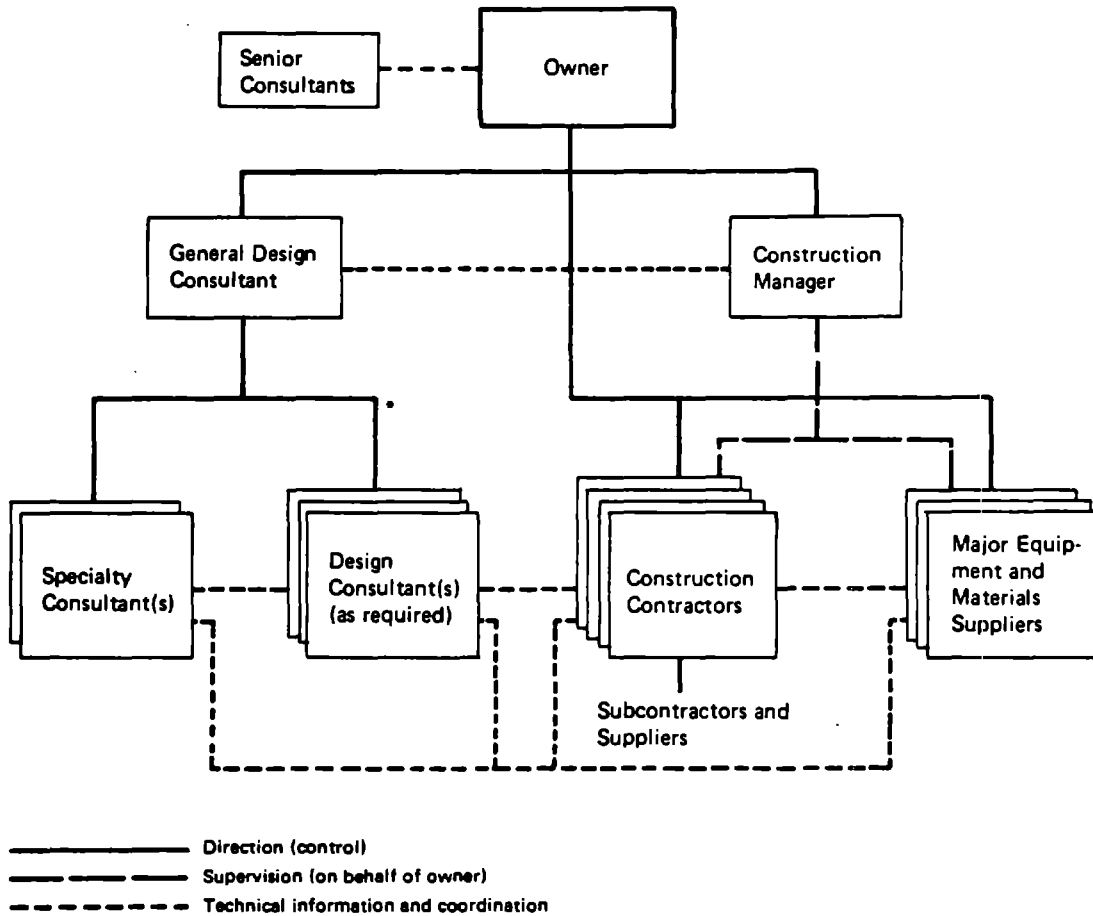 Senior
Consultants
Owner
General Design
Consultant
Construction
Manager
Specialty
Consultant(s)
Design
Consultant(s)
(as required)
Construction
Contractors
Major Equip-
ment and
Materials
Suppliers
Subcontractors and
Suppliers
Direction (control)
Supervision (on behalf of owner)
Technical information and coordination